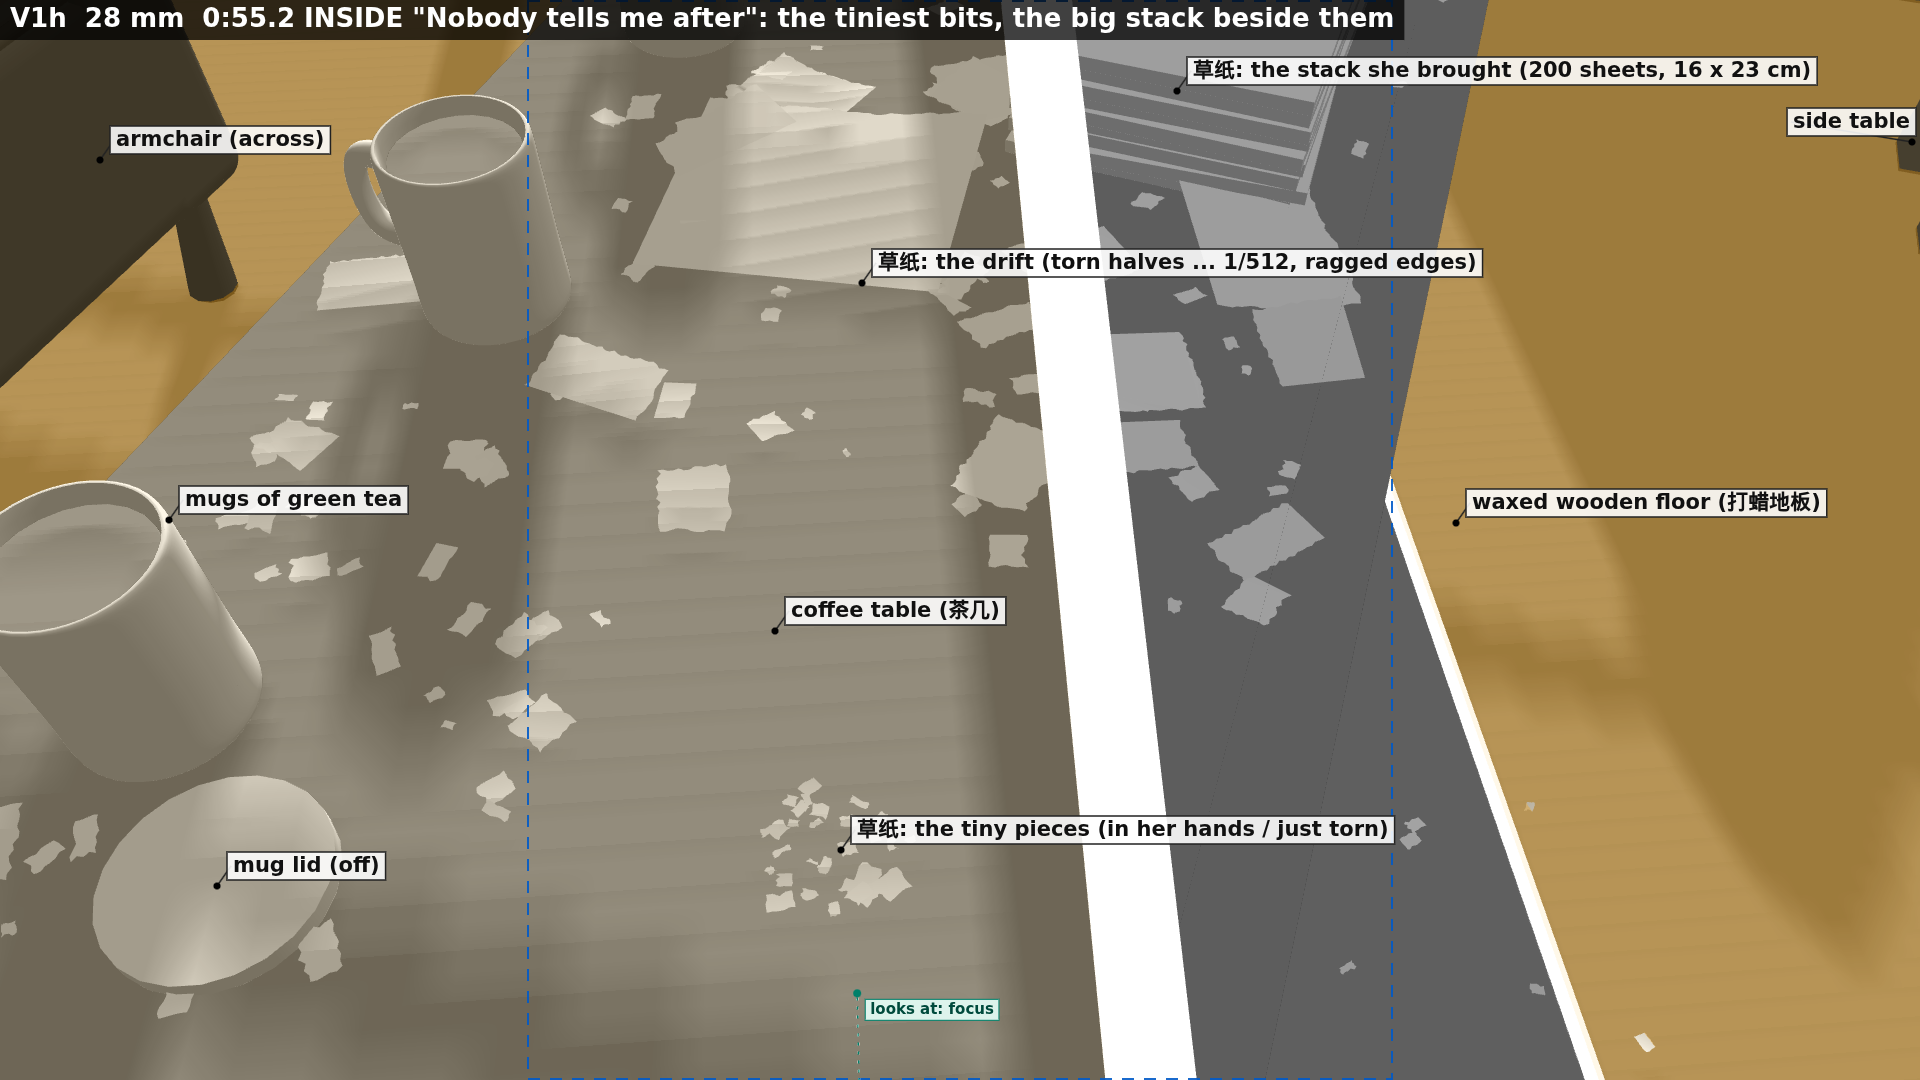 V1h 28 mm 0:55.2 INSIDE "Nobody tells me after": the tiniest bits, the big stack beside them
草纸: the stack she brought (200 sheets, 16 x 23 cm)
side table
armchair (across)
草纸: the drift (torn halves ... 1/512, ragged edges)
mugs of green tea
waxed wooden floor (打蜡地板)
coffee table (茶几)
草纸: the tiny pieces (in her hands / just torn)
mug lid (off)
looks at: focus